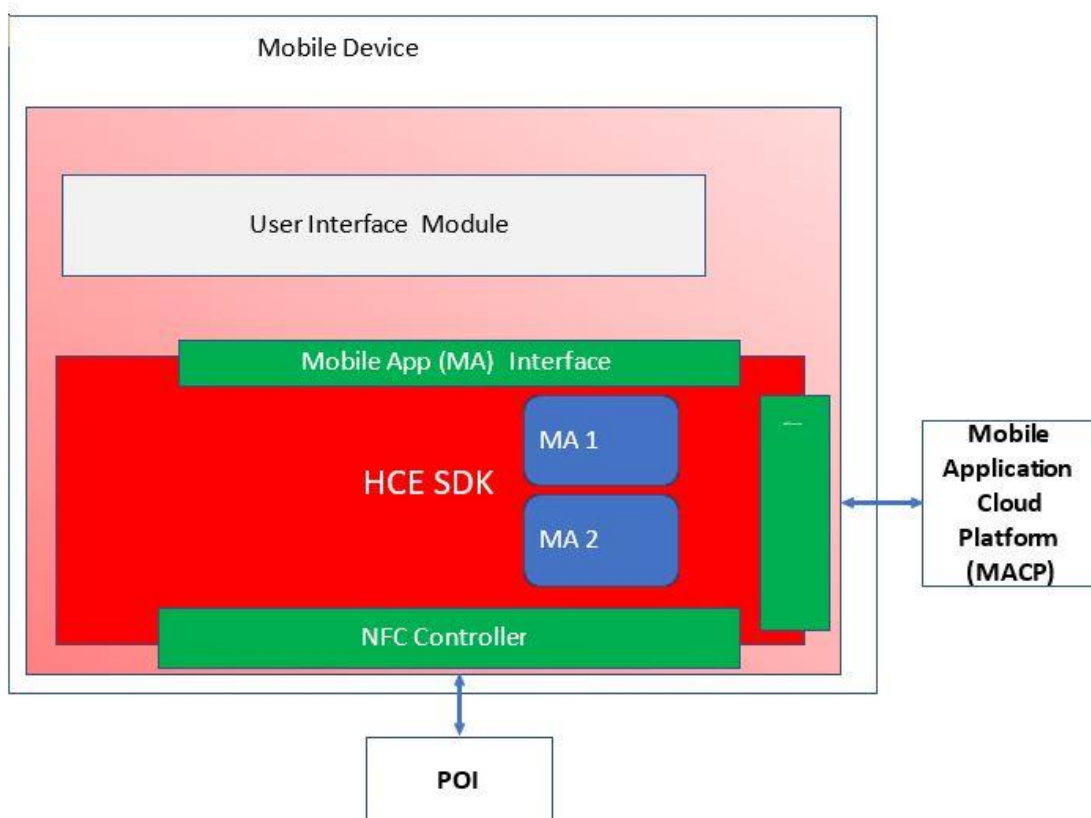 Mobile Device
User Interface Module
Mobile App (MA) Interface
MA 1
HCE SDK
MA 2
NFC Controller
Mobile
Application
Cloud
Platform
(MACP)
POI